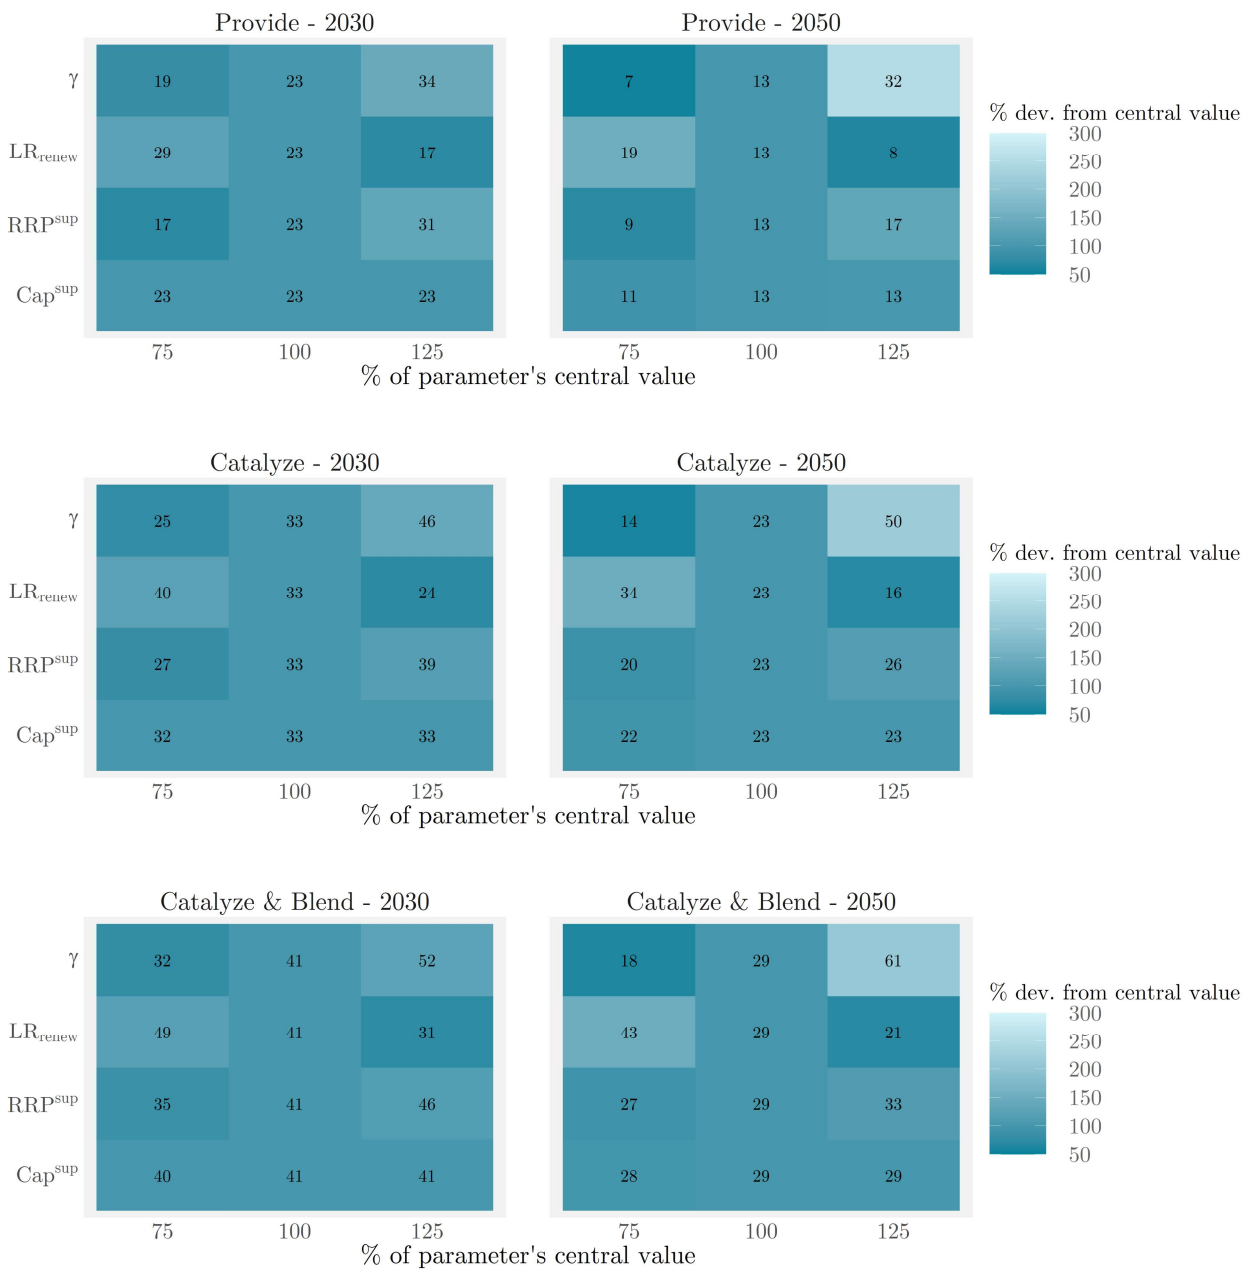 Provide - 2030 Provide - 2050
γ 19 23 34 7 13 32
LRrenew 29 23 17 19 13 8
RRPsup 17 23 31 9 13 17
Capsup 23 23 23 11 13 13
75 100 125 75 100 125
% of parameter's central value
% dev. from central value
300
250
200
150
100
50
Catalyze - 2030 Catalyze - 2050
γ 25 33 46 14 23 50
LRrenew 40 33 24 34 23 16
RRPsup 27 33 39 20 23 26
Capsup 32 33 33 22 23 23
75 100 125 75 100 125
% of parameter's central value
% dev. from central value
300
250
200
150
100
50
Catalyze & Blend - 2030 Catalyze & Blend - 2050
γ 32 41 52 18 29 61
LRrenew 49 41 31 43 29 21
RRPsup 35 41 46 27 29 33
Capsup 40 41 41 28 29 29
75 100 125 75 100 125
% of parameter's central value
% dev. from central value
300
250
200
150
100
50